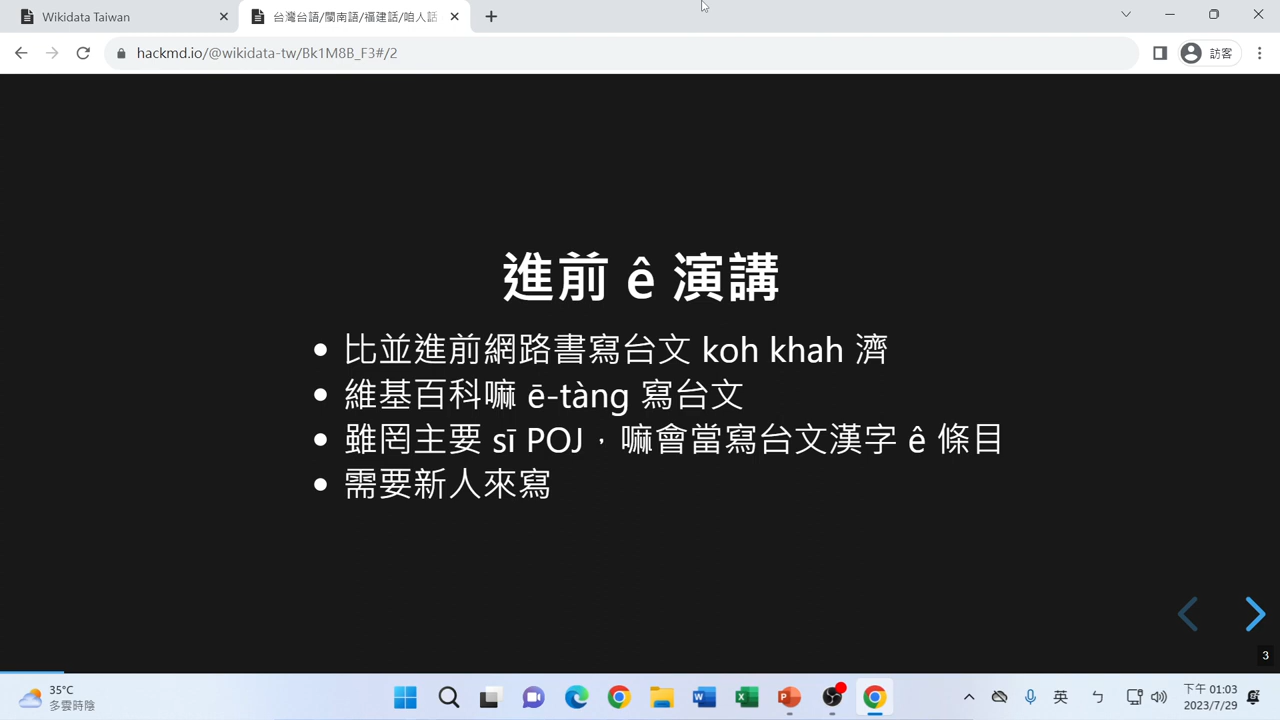 Wikidata Taiwan
台灣台語/閩南語/福建話/咱人話
hackmd.io/@wikidata-tw/Bk1M8B_F3#/2
訪客
進前 ê 演講
比並進前網路書寫台文 koh khah 濟
維基百科嘛 ē-tàng 寫台文
雖罔主要 sī POJ，嘛會當寫台文漢字 ê 條目
需要新人來寫
3
35°C
多雲時陰
英
ㄅ
下午 01:03
2023/7/29